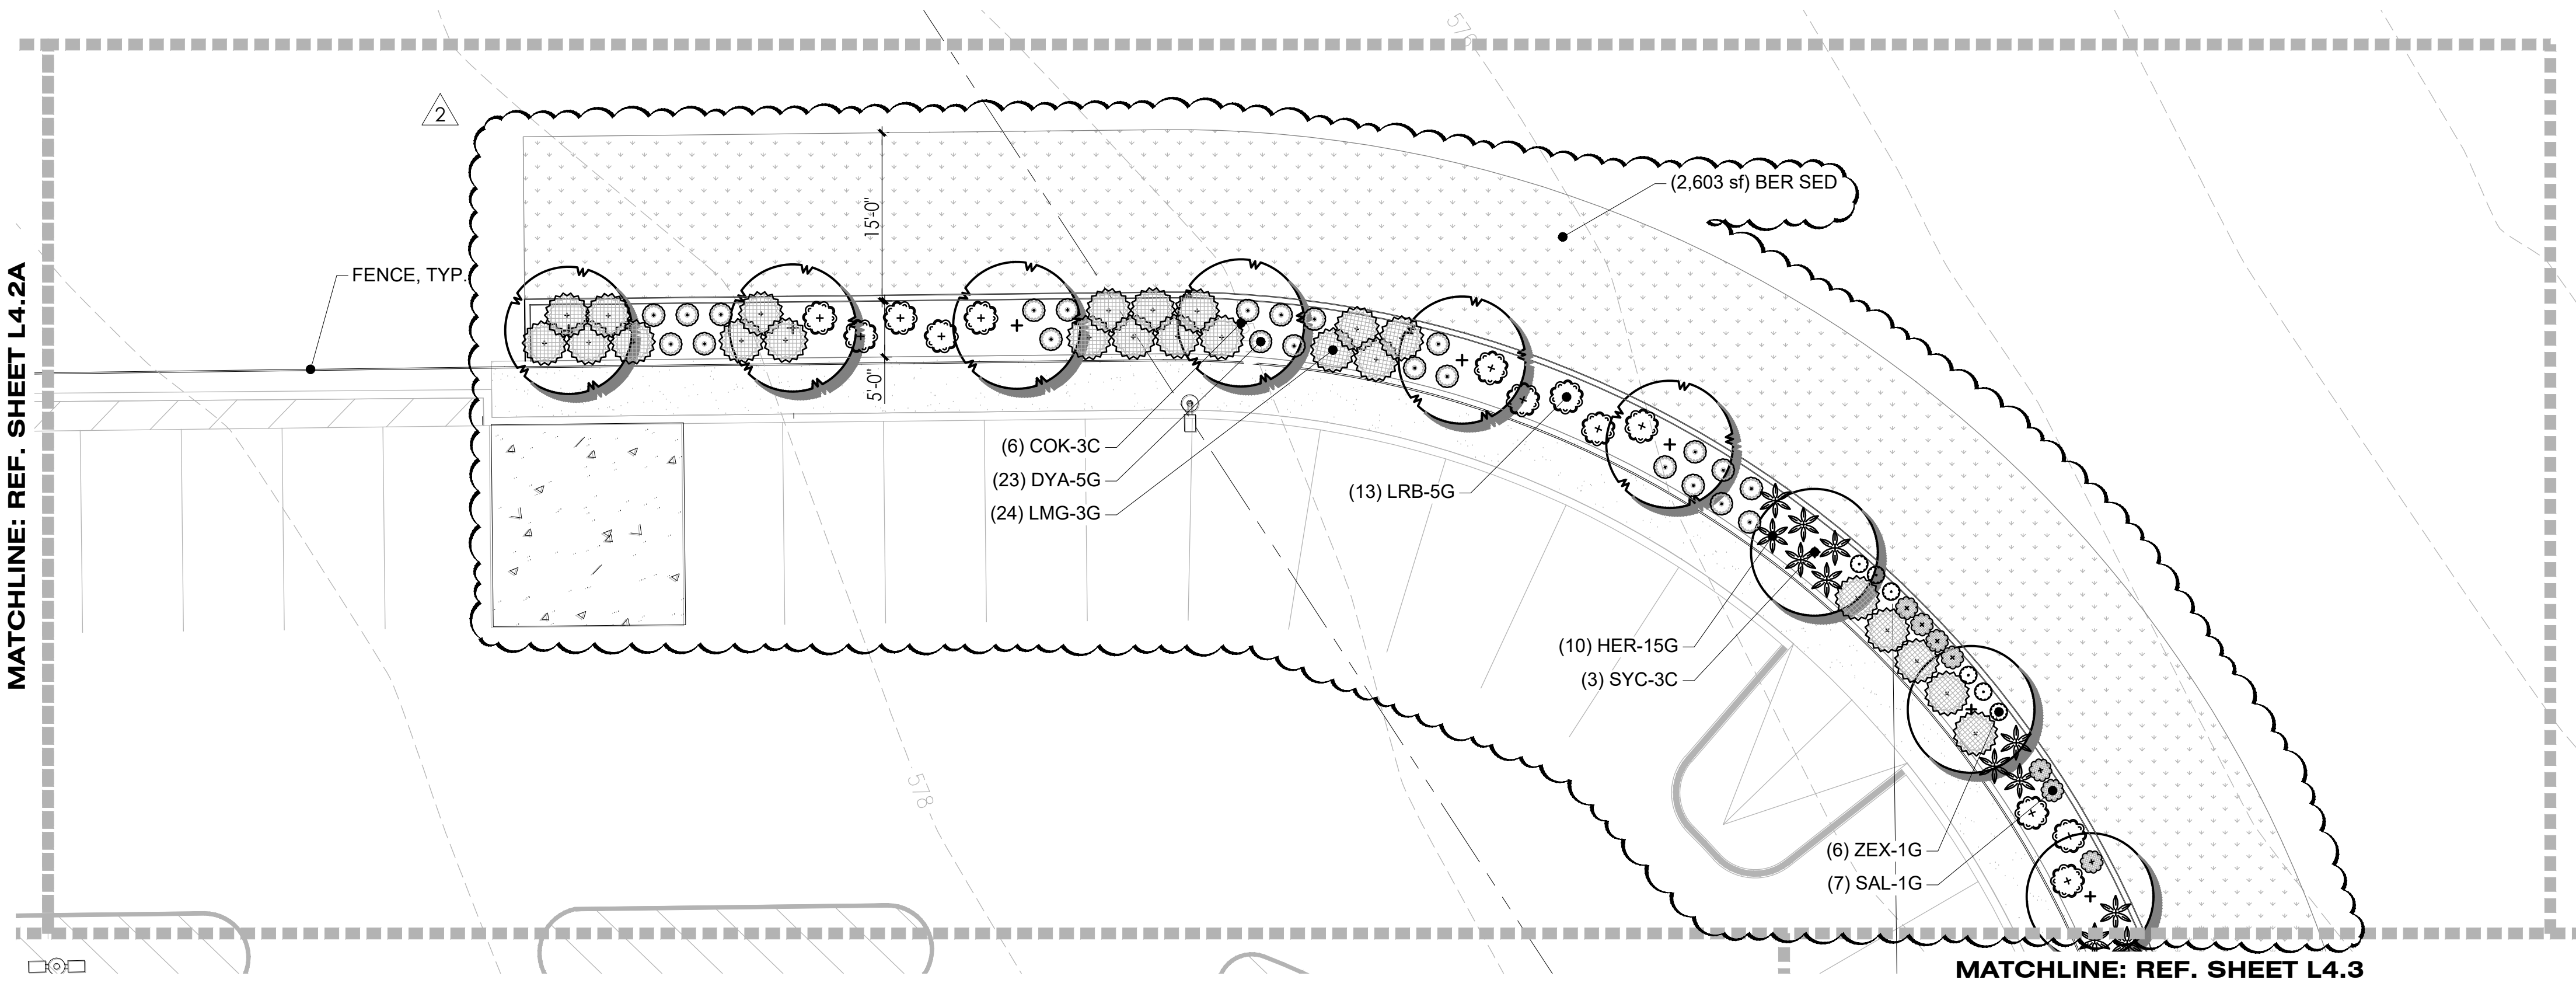 576
2
(2,603 sf) BER SED
15'-0"
FENCE, TYP.
MATCHLINE: REF. SHEET L4.2A
5'-0"
(6) COK-3C
(23) DYA-5G
(24) LMG-3G
(13) LRB-5G
(10) HER-15G
(3) SYC-3C
578
(6) ZEX-1G
(7) SAL-1G
MATCHLINE: REF. SHEET L4.3